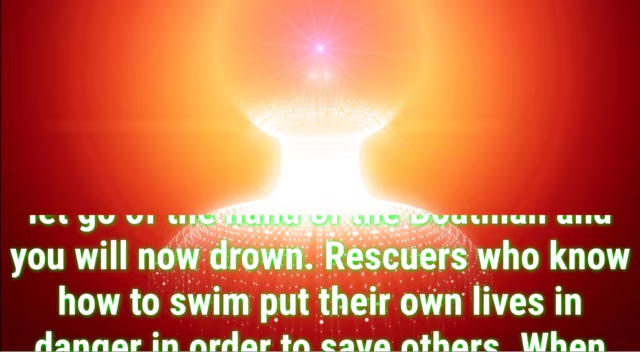 let go of the hand of the Boatman and
you will now drown. Rescuers who know
how to swim put their own lives in
danger in order to save others. When